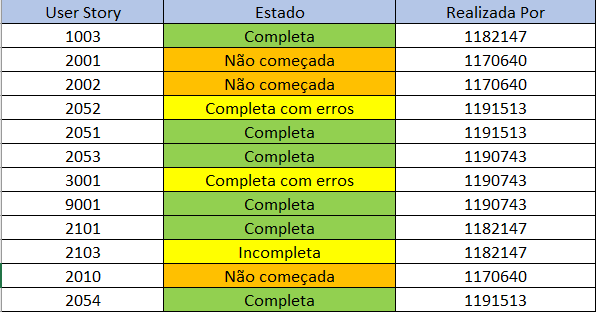 User Story Estado Realizada Por
1003 Completa 1182147
2001 Não começada 1170640
2002 Não começada 1170640
2052 Completa com erros 1191513
2051 Completa 1191513
2053 Completa 1190743
3001 Completa com erros 1190743
9001 Completa 1190743
2101 Completa 1182147
2103 Incompleta 1182147
2010 Não começada 1170640
2054 Completa 1191513